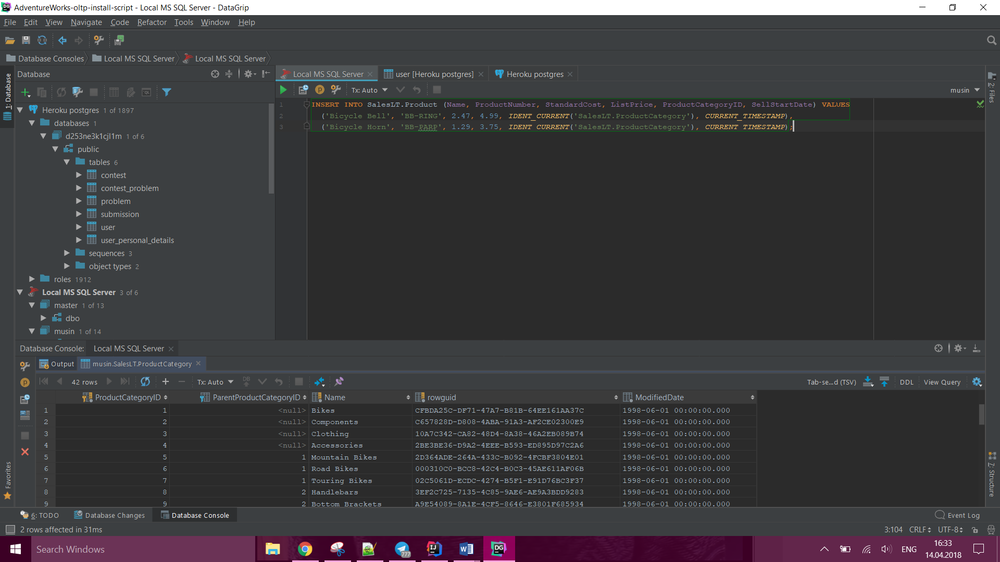 AdventureWorks-oltp-install-script - Local MS SQL Server - DataGrip
File Edit View Navigate Code Refactor Tools Window Help
Database Consoles Local MS SQL Server Local MS SQL Server
Database
Local MS SQL Server
user [Heroku postgres]
Heroku postgres
Tx: Auto
musin
1: Database
2: Files
Heroku postgres 1 of 1897
databases 1
d253ne3k1cjl1m 1 of 6
public
tables 6
contest
contest_problem
problem
submission
user
user_personal_details
sequences 3
object types 2
roles 1912
Local MS SQL Server 3 of 6
master 1 of 13
dbo
musin 1 of 14
1 INSERT INTO SalesLT.Product (Name, ProductNumber, StandardCost, ListPrice, ProductCategoryID, SellStartDate) VALUES
2 ('Bicycle Bell', 'BB-RING', 2.47, 4.99, IDENT_CURRENT('SalesLT.ProductCategory'), CURRENT_TIMESTAMP),
3 ('Bicycle Horn', 'BB-PARP', 1.29, 3.75, IDENT_CURRENT('SalesLT.ProductCategory'), CURRENT_TIMESTAMP);
Database Console: Local MS SQL Server
Output musin.SalesLT.ProductCategory
42 rows Tx: Auto DB Tab-se...d (TSV) DDL View Query
ProductCategoryID ParentProductCategoryID Name rowguid ModifiedDate
1 1 <null> Bikes CFBDA25C-DF71-47A7-B81B-64EE161AA37C 1998-06-01 00:00:00.000
2 2 <null> Components C657828D-D808-4ABA-91A3-AF2CE02300E9 1998-06-01 00:00:00.000
3 3 <null> Clothing 10A7C342-CA82-48D4-8A38-46A2EB089B74 1998-06-01 00:00:00.000
4 4 <null> Accessories 2BE3BE36-D9A2-4EEE-B593-ED895D97C2A6 1998-06-01 00:00:00.000
5 5 1 Mountain Bikes 2D364ADE-264A-433C-B092-4FCBF3804E01 1998-06-01 00:00:00.000
6 6 1 Road Bikes 000310C0-BCC8-42C4-B0C3-45AE611AF06B 1998-06-01 00:00:00.000
7 7 1 Touring Bikes 02C5061D-ECDC-4274-B5F1-E91D76BC3F37 1998-06-01 00:00:00.000
8 8 2 Handlebars 3EF2C725-7135-4C85-9AE6-AE9A3BDD9283 1998-06-01 00:00:00.000
9 9 2 Bottom Brackets A9E54089-8A1E-4CF5-8646-E3801F685934 1998-06-01 00:00:00.000
Favorites
7: Structure
6: TODO Database Changes Database Console Event Log
2 rows affected in 31ms 3:104 CRLF UTF-8
Search Windows
777
ENG
16:33
14.04.2018